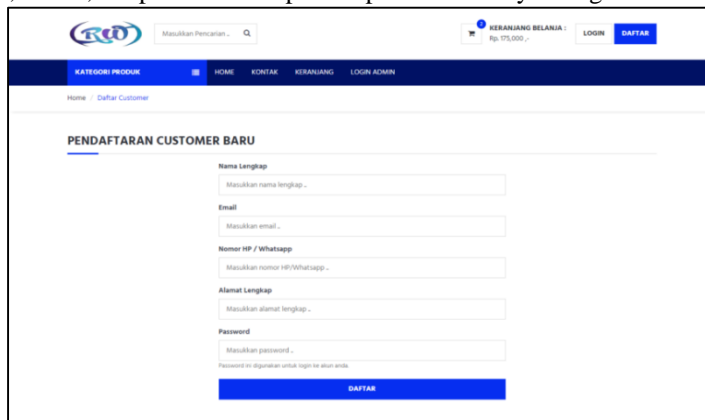 RW
Masukkan Pencarian ..
KERANJANG BELANJA :
Rp. 175,000 ,-
LOGIN
DAFTAR
KATEGORI PRODUK
HOME
KONTAK
KERANJANG
LOGIN ADMIN
Home / Daftar Customer
PENDAFTARAN CUSTOMER BARU
Nama Lengkap
Masukkan nama lengkap ..
Email
Masukkan email ..
Nomor HP / Whatsapp
Masukkan nomor HP/Whatsapp ..
Alamat Lengkap
Masukkan alamat lengkap ..
Password
Masukkan password ..
Password ini digunakan untuk login ke akun anda.
DAFTAR